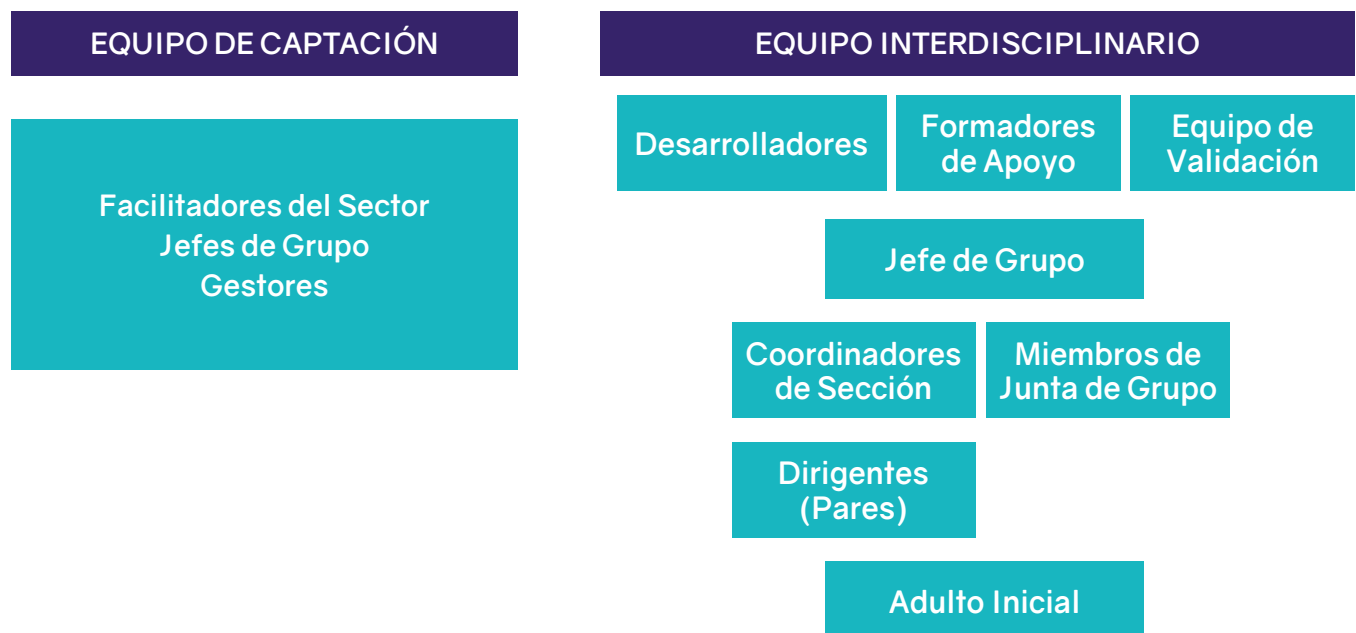 EQUIPO DE CAPTACIÓN
Facilitadores del Sector
Jefes de Grupo
Gestores
EQUIPO INTERDISCIPLINARIO
Desarrolladores
Formadores
de Apoyo
Equipo de
Validación
Jefe de Grupo
Coordinadores
de Sección
Miembros de
Junta de Grupo
Dirigentes
(Pares)
Adulto Inicial